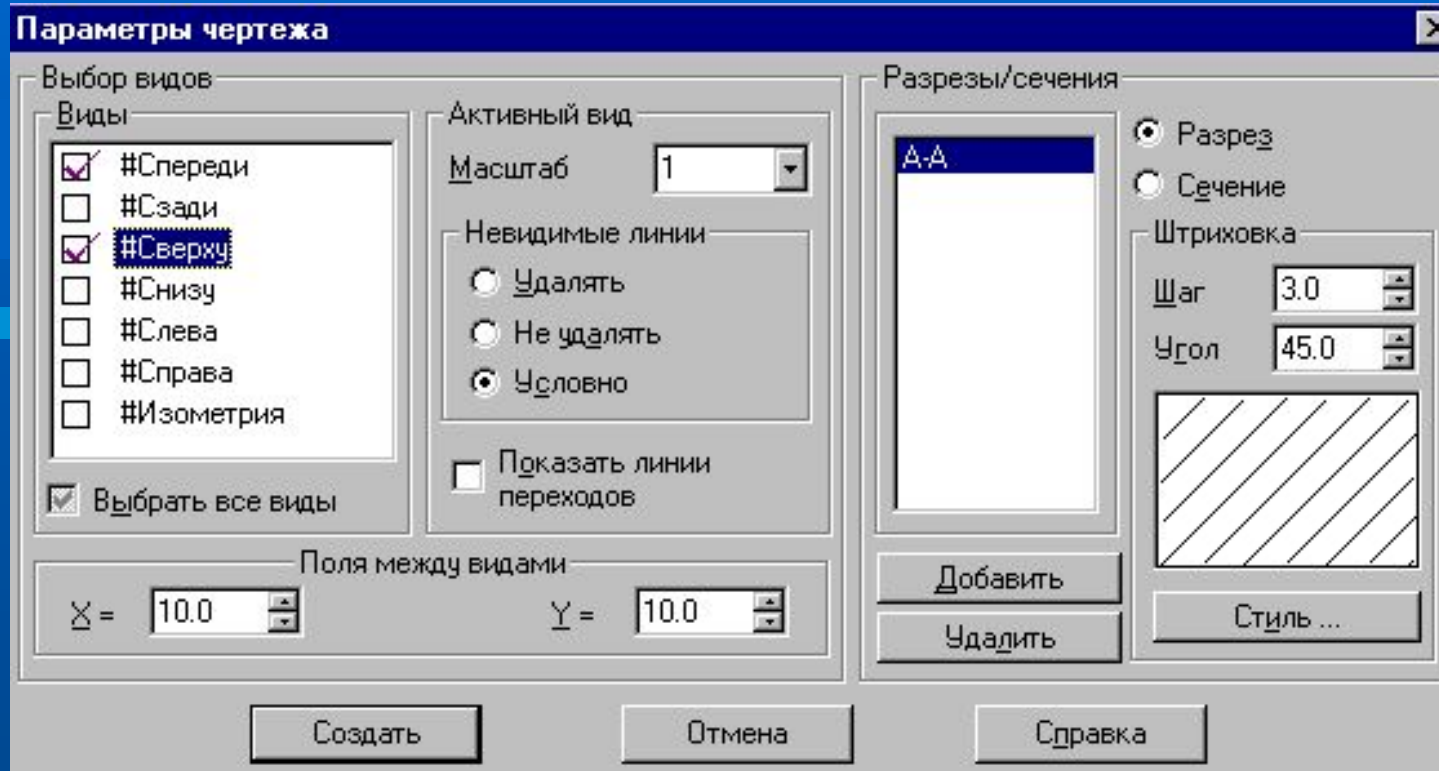 Параметры чертежа
Выбор видов
Виды
#Спереди
#Сзади
#Сверху
#Снизу
#Слева
#Справа
#Изометрия
Выбрать все виды
Активный вид
Масштаб 1
Невидимые линии
Удалять
Не удалять
Условно
Показать линии
переходов
Поля между видами
X = 10.0 Y = 10.0
Разрезы/сечения
А-А
Добавить
Удалить
Разрез
Сечение
Штриховка
Шаг 3.0
Угол 45.0
Стиль ...
Создать Отмена Справка